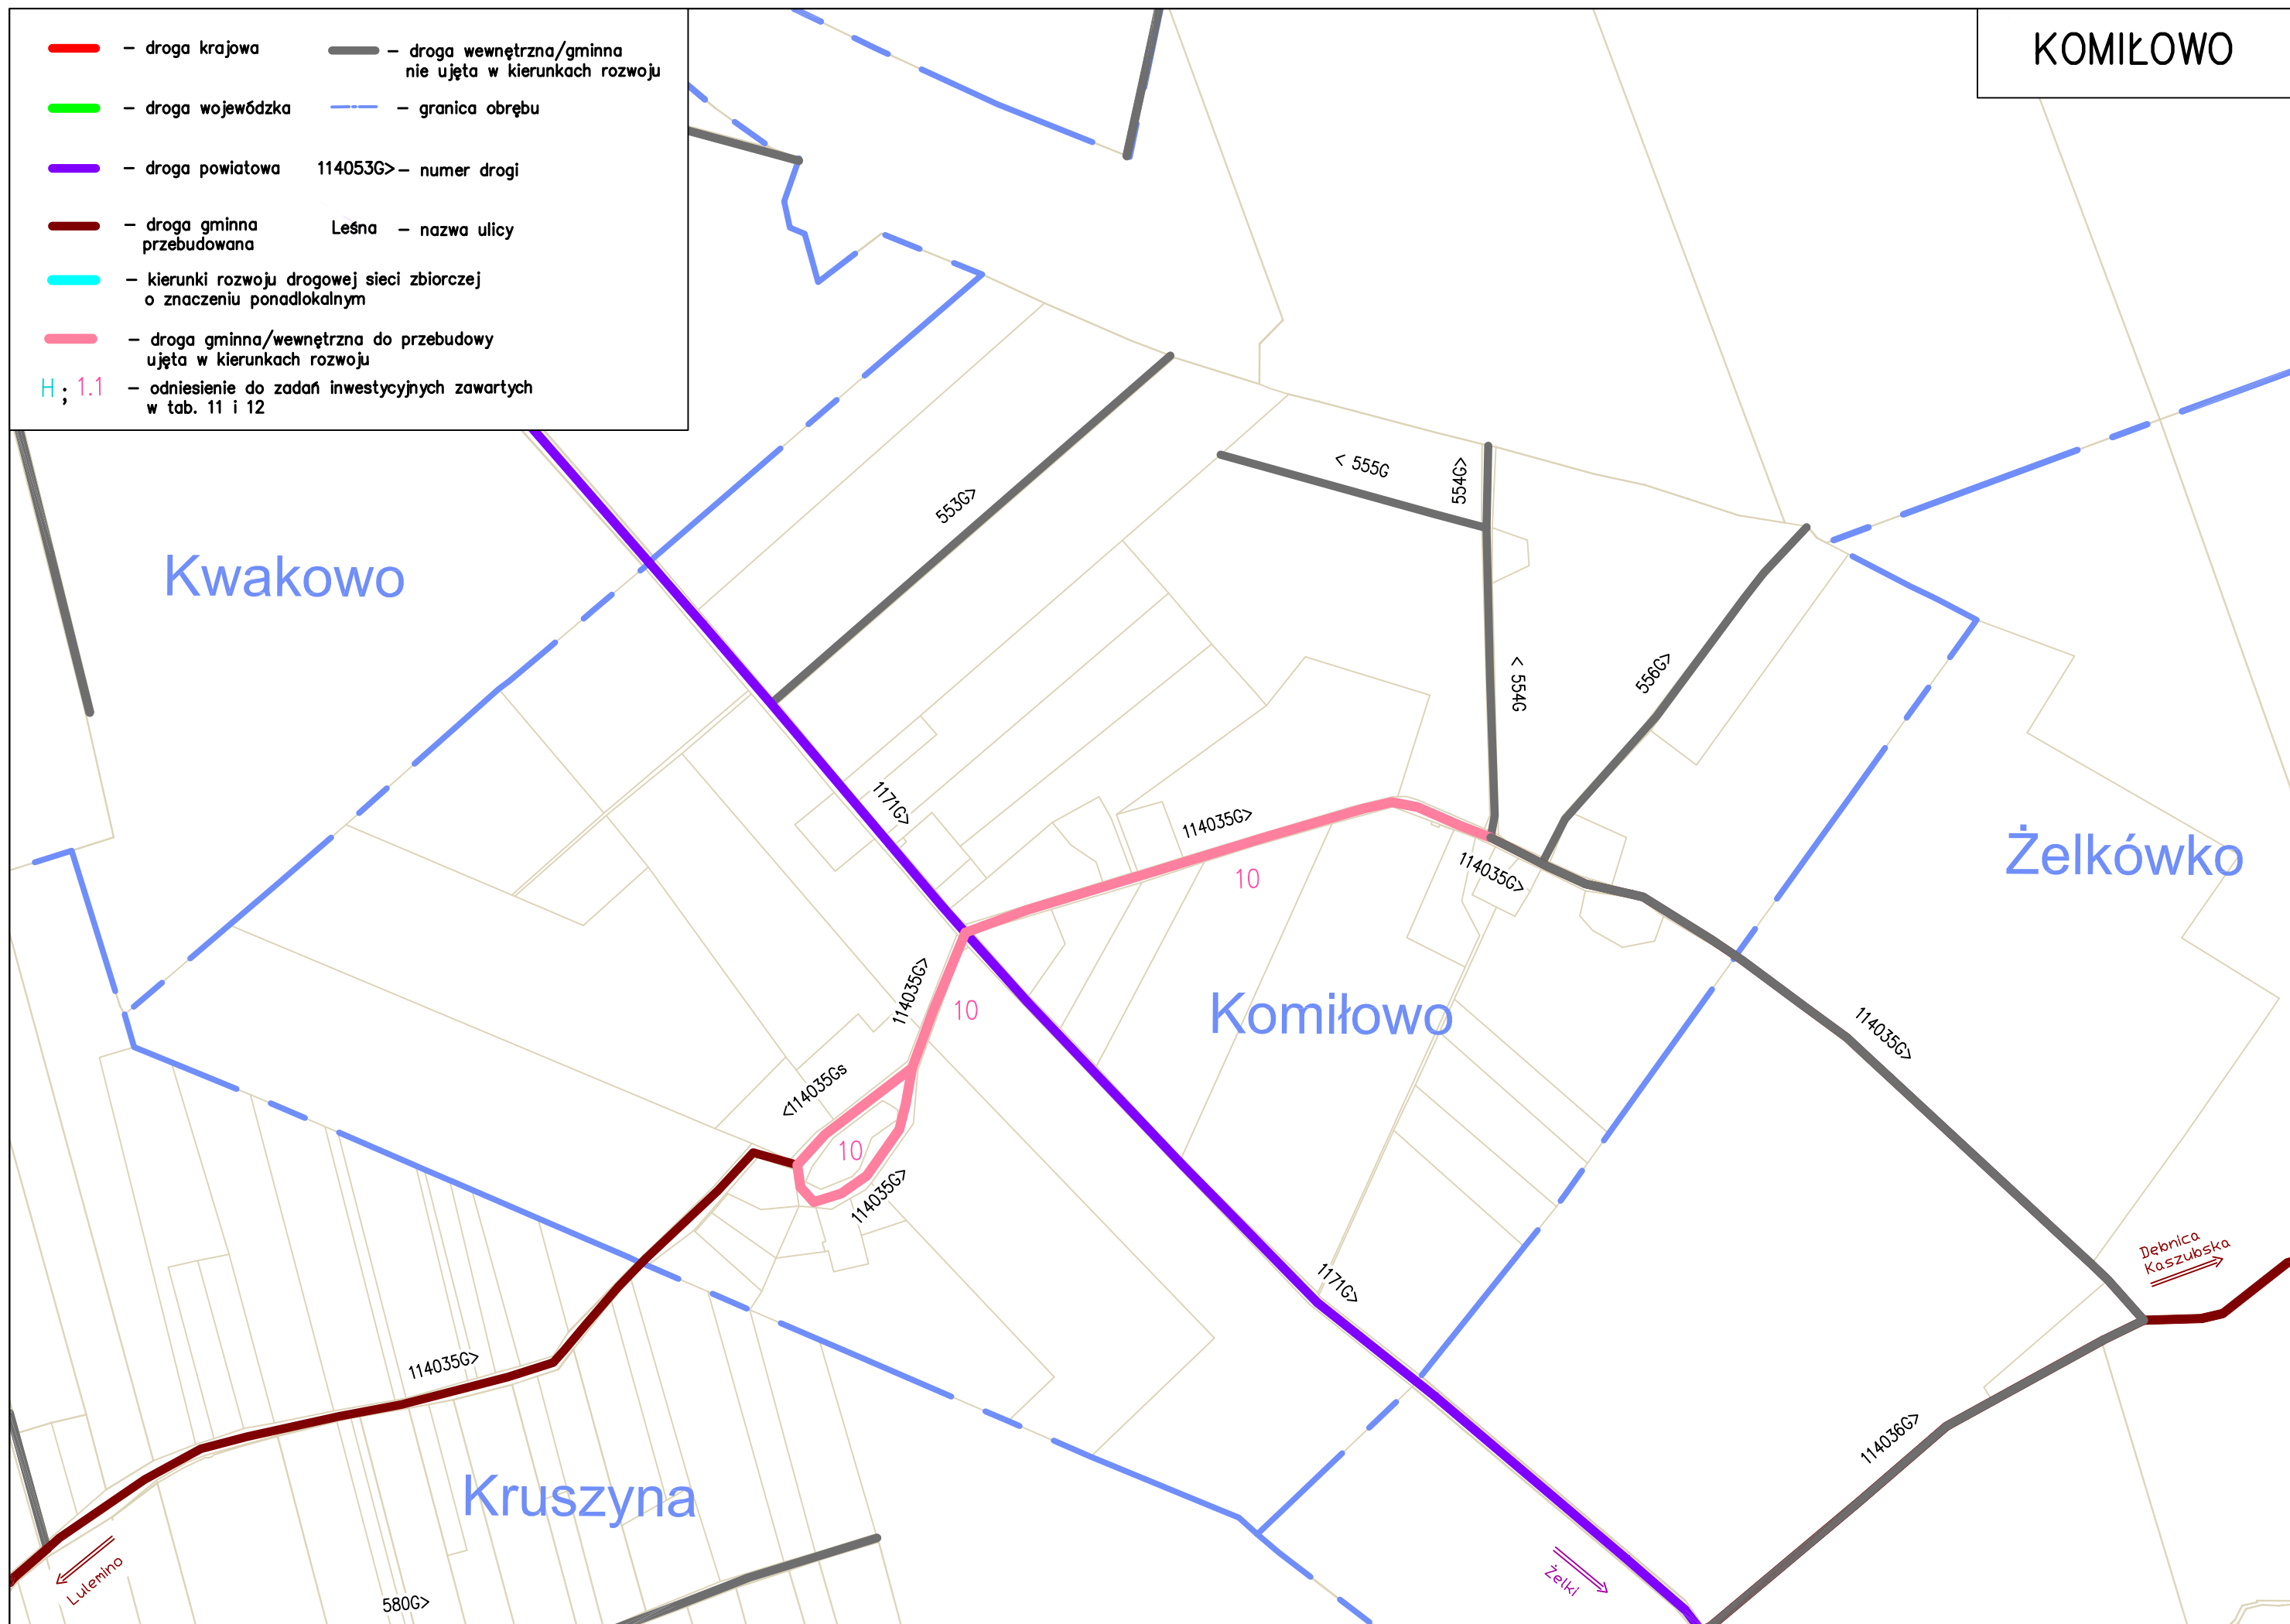 – droga krajowa
– droga wojewódzka
– droga powiatowa
– droga gminna
przebudowana
– kierunki rozwoju drogowej sieci zbiorczej
o znaczeniu ponadlokalnym
– droga gminna/wewnętrzna do przebudowy
ujęta w kierunkach rozwoju
H ; 1.1 – odniesienie do zadań inwestycyjnych zawartych
w tab. 11 i 12
– droga wewnętrzna/gminna
nie ujęta w kierunkach rozwoju
– granica obrębu
114053G> – numer drogi
Leśna – nazwa ulicy
KOMIŁOWO
< 555G
554G>
553G>
Kwakowo
< 554G
556G>
1171G>
114035G>
10
114035G>
Żelkówko
114035G>
10
Komiłowo
114035G>
<114035Gs
10
114035G>
Dębnica
Kaszubska
1171G>
114035G>
114036G>
Kruszyna
Lulemino
Żelki
580G>